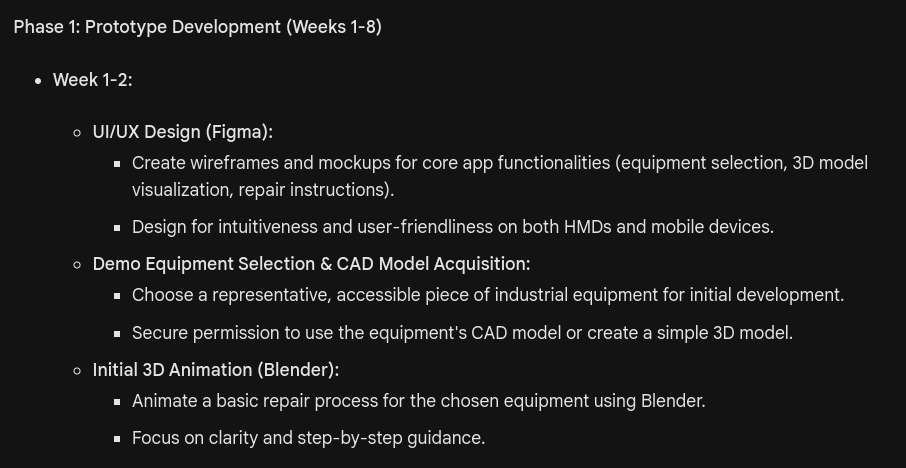 Phase 1: Prototype Development (Weeks 1-8)
• Week 1-2:
○ UI/UX Design (Figma):
▪ Create wireframes and mockups for core app functionalities (equipment selection, 3D model
visualization, repair instructions).
▪ Design for intuitiveness and user-friendliness on both HMDs and mobile devices.
○ Demo Equipment Selection & CAD Model Acquisition:
▪ Choose a representative, accessible piece of industrial equipment for initial development.
▪ Secure permission to use the equipment's CAD model or create a simple 3D model.
○ Initial 3D Animation (Blender):
▪ Animate a basic repair process for the chosen equipment using Blender.
▪ Focus on clarity and step-by-step guidance.